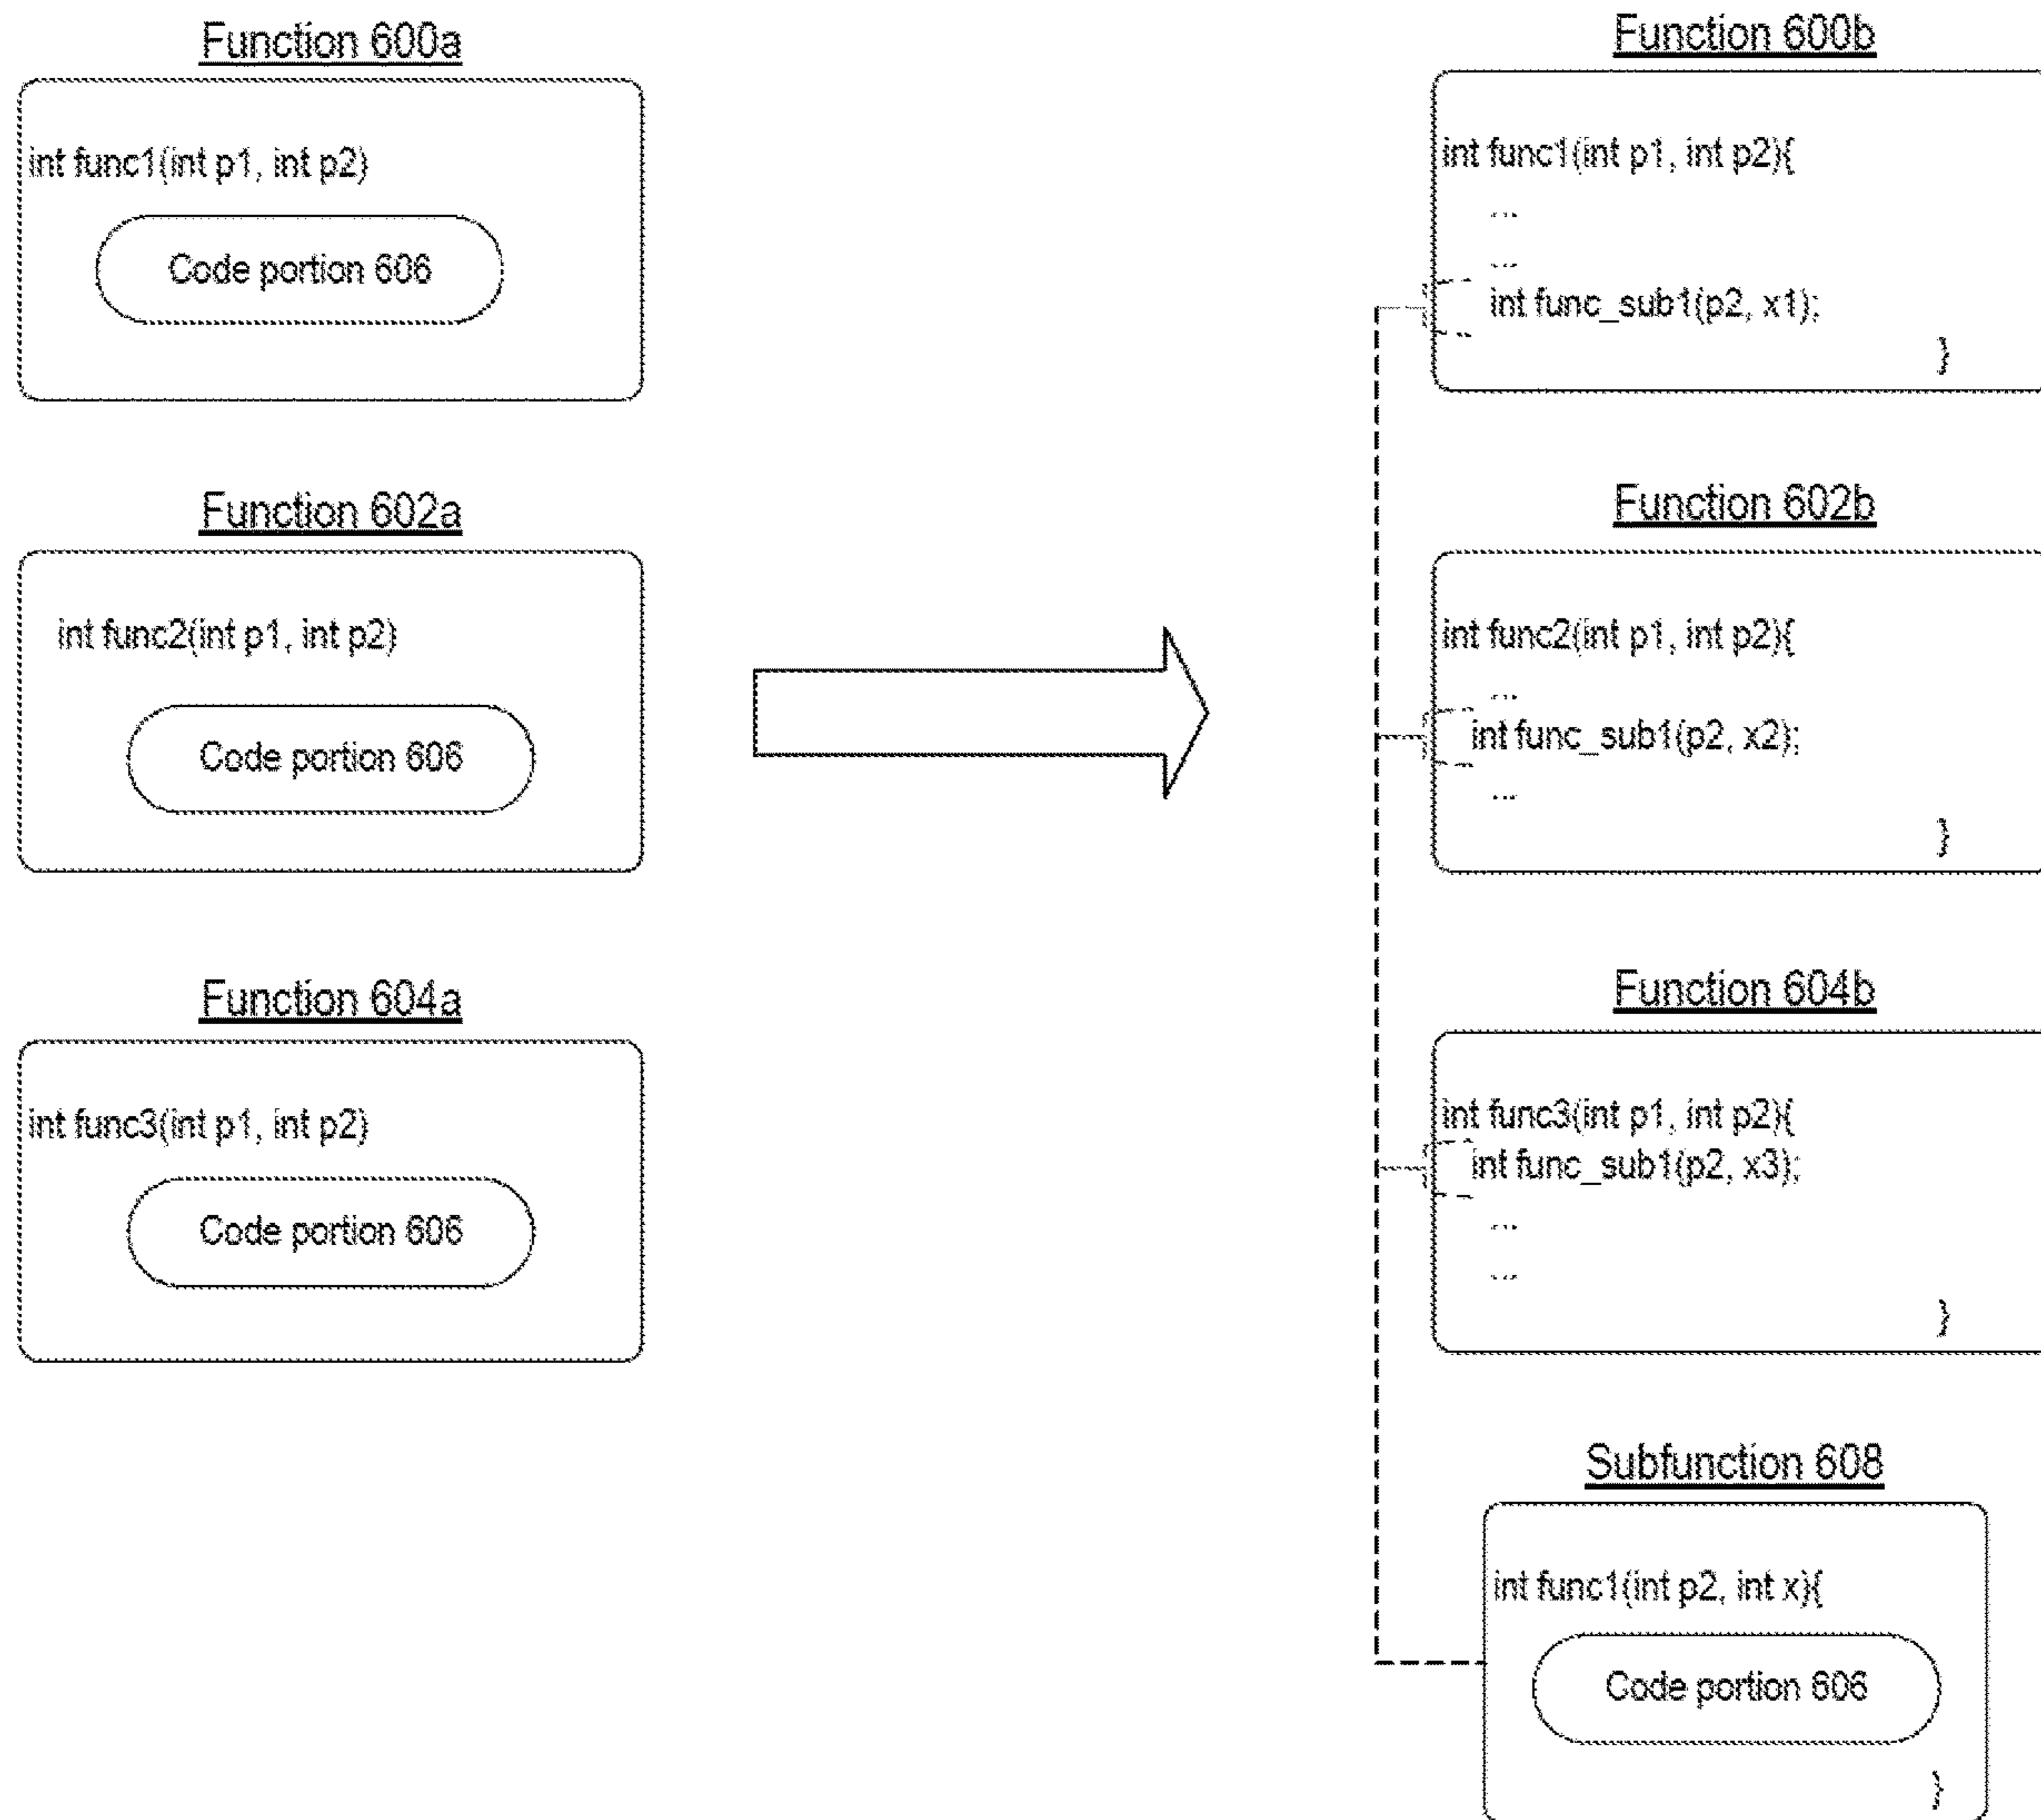 Function 600a
int func1(int p1, int p2)
Code portion 606
Function 602a
int func2(int p1, int p2)
Code portion 606
Function 604a
int func3(int p1, int p2)
Code portion 606
Function 600b
int func1(int p1, int p2){
...
...
int func_sub1(p2, x1);
}
Function 602b
int func2(int p1, int p2){
...
int func_sub1(p2, x2);
...
}
Function 604b
int func3(int p1, int p2){
int func_sub1(p2, x3);
...
...
}
Subfunction 608
int func1(int p2, int x){
Code portion 606
}